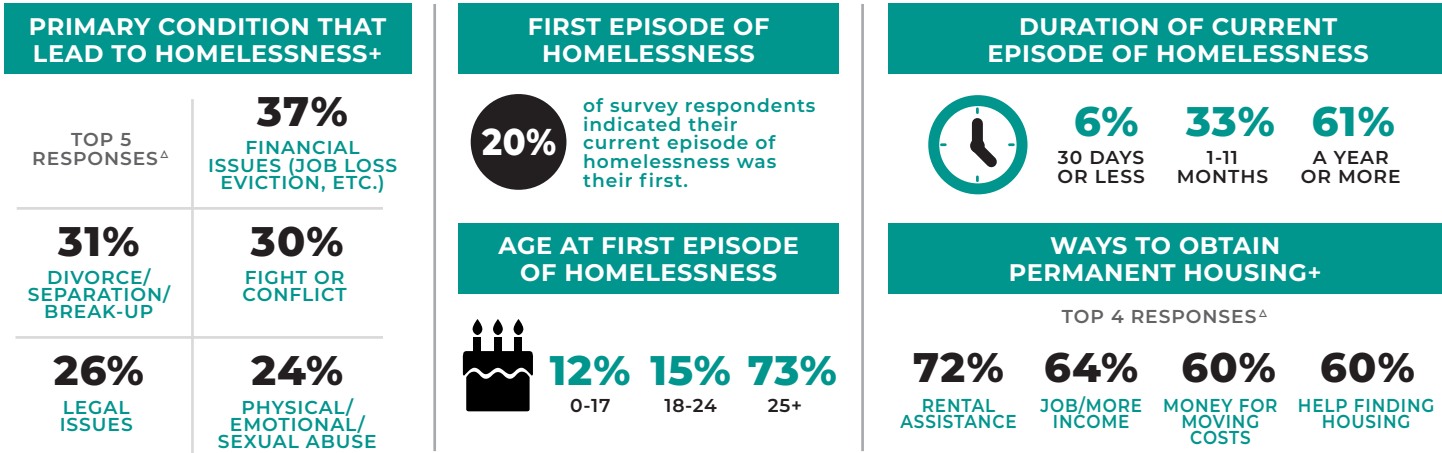 PRIMARY CONDITION THAT
LEAD TO HOMELESSNESS+
TOP 5
RESPONSES△
37%
FINANCIAL
ISSUES (JOB LOSS
EVICTION, ETC.)
31%
DIVORCE/
SEPARATION/
BREAK-UP
30%
FIGHT OR
CONFLICT
26%
LEGAL
ISSUES
24%
PHYSICAL/
EMOTIONAL/
SEXUAL ABUSE
FIRST EPISODE OF
HOMELESSNESS
20%
of survey respondents
indicated their
current episode of
homelessness was
their first.
AGE AT FIRST EPISODE
OF HOMELESSNESS
12% 15% 73%
0-17 18-24 25+
DURATION OF CURRENT
EPISODE OF HOMELESSNESS
6%
30 DAYS
OR LESS
33%
1-11
MONTHS
61%
A YEAR
OR MORE
WAYS TO OBTAIN
PERMANENT HOUSING+
TOP 4 RESPONSES△
72%
RENTAL
ASSISTANCE
64%
JOB/MORE
INCOME
60%
MONEY FOR
MOVING
COSTS
60%
HELP FINDING
HOUSING